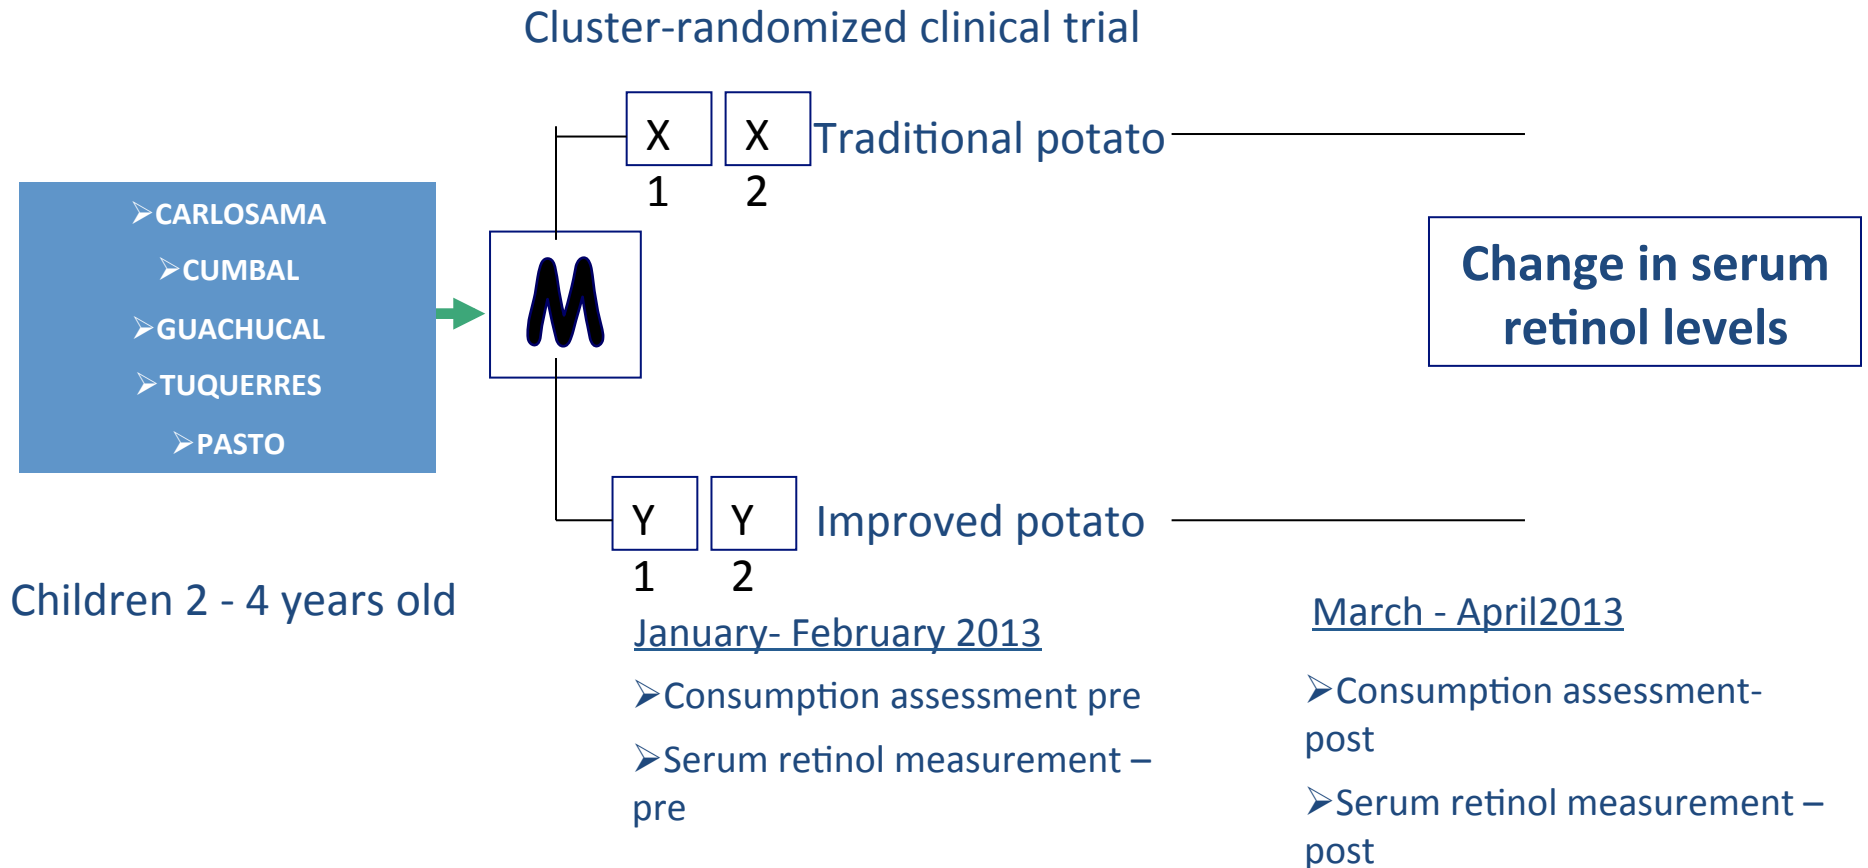 Cluster-randomized clinical trial
X
X
Traditional potato
1
2
➢CARLOSAMA
➢CUMBAL
➢GUACHUCAL
➢TUQUERRES
➢PASTO
M
Change in serum
retinol levels
Y
Y
Improved potato
1
2
Children 2 - 4 years old
January- February 2013
➢Consumption assessment pre
➢Serum retinol measurement –
pre
March - April2013
➢Consumption assessment-
post
➢Serum retinol measurement –
post